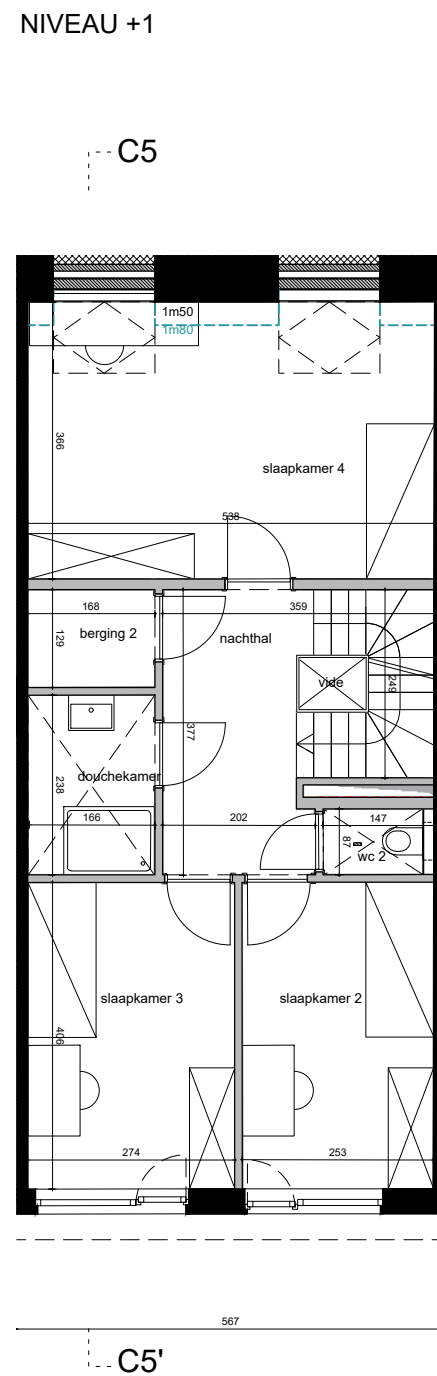 NIVEAU +1
C5
1m50
1m80
366
slaapkamer 4
538
168
359
129
berging 2
nachthal
vide
249
377
238
douchekamer
166
202
147
87
wc 2
slaapkamer 3
slaapkamer 2
406
274
253
567
C5'